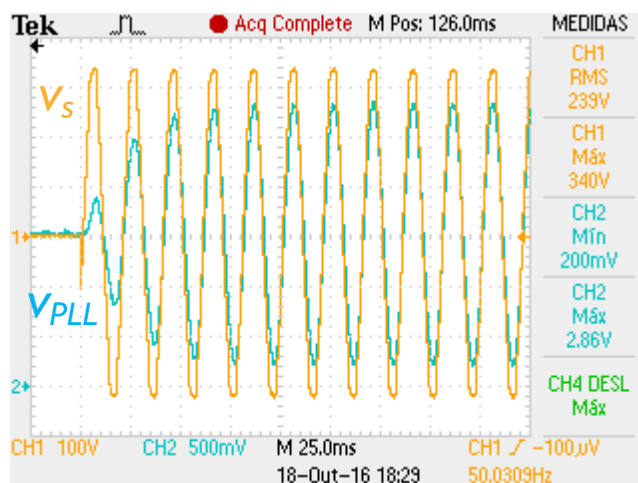 Tek Acq Complete M Pos: 126.0ms MEDIDAS
CH1
RMS
239V
CH1
Máx
340V
CH2
Mín
200mV
CH2
Máx
2.86V
CH4 DESL
Máx
vs
vPLL
1
2
CH1 100V CH2 500mV M 25.0ms CH1 -100µV
18-Out-16 18:29 50.0309Hz